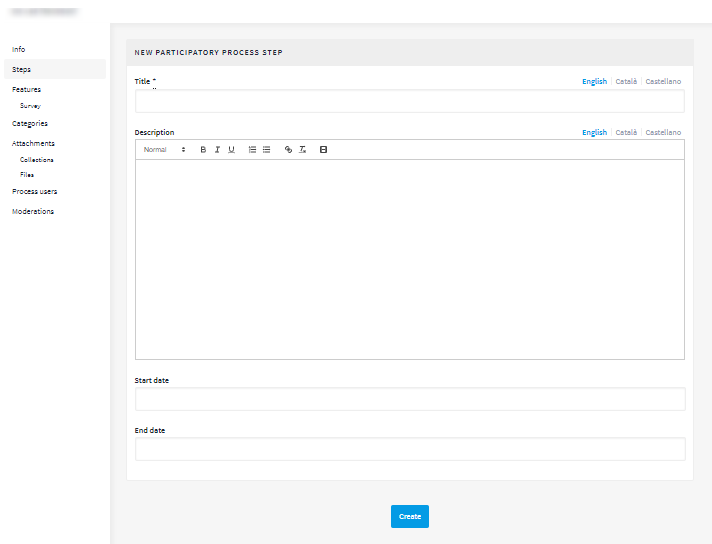 Info
Steps
Features
Survey
Categories
Attachments
Collections
Files
Process users
Moderations
NEW PARTICIPATORY PROCESS STEP
Title *
English | Català | Castellano
Description
English | Català | Castellano
Normal B I U
Start date
End date
Create